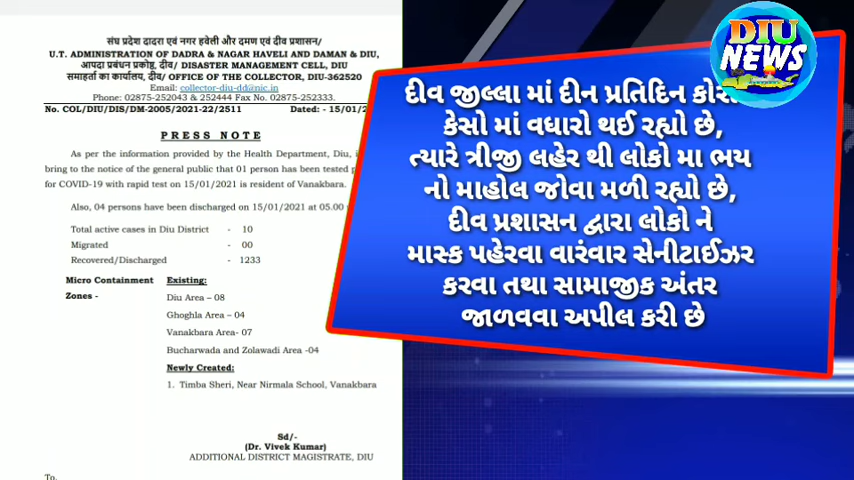 संघ प्रदेश दादरा एवं नगर हवेली और दमण एवं दीव प्रशासन/
U.T. ADMINISTRATION OF DADRA & NAGAR HAVELI AND DAMAN & DIU,
आपदा प्रबंधन प्रकोष्ठ, दीव/ DISASTER MANAGEMENT CELL, DIU
समाहर्ता का कार्यालय, दीव/ OFFICE OF THE COLLECTOR, DIU-362520
Email: collector-diu-dd@nic.in
Phone: 02875-252043 & 252444 Fax No. 02875-252333.
No. COL/DIU/DIS/DM-2005/2021-22/2511 Dated: - 15/01/
PRESS NOTE
As per the information provided by the Health Department, Diu,
bring to the notice of the general public that 01 person has been tested
for COVID-19 with rapid test on 15/01/2021 is resident of Vanakbara.
Also, 04 persons have been discharged on 15/01/2021 at 05.00
Total active cases in Diu District - 10
Migrated - 00
Recovered/Discharged - 1233
Micro Containment Existing:
Zones - Diu Area – 08
Ghoghla Area – 04
Vanakbara Area- 07
Bucharwada and Zolawadi Area -04
Newly Created:
1. Timba Sheri, Near Nirmala School, Vanakbara
Sd/-
(Dr. Vivek Kumar)
ADDITIONAL DISTRICT MAGISTRATE, DIU
To,
DIU
NEWS
દીવ જીલ્લા માં દીન પ્રતિદિન
કેસો માં વધારો થઈ રહ્યો છે,
ત્યારે ત્રીજી લહેર થી લોકો મા ભય
નો માહોલ જોવા મળી રહ્યો છે,
દીવ પ્રશાસન દ્વારા લોકો ને
માસ્ક પહેરવા વારંવાર સેનીટાઈઝર
કરવા તથા સામાજીક અંતર
જાળવવા અપીલ કરી છે